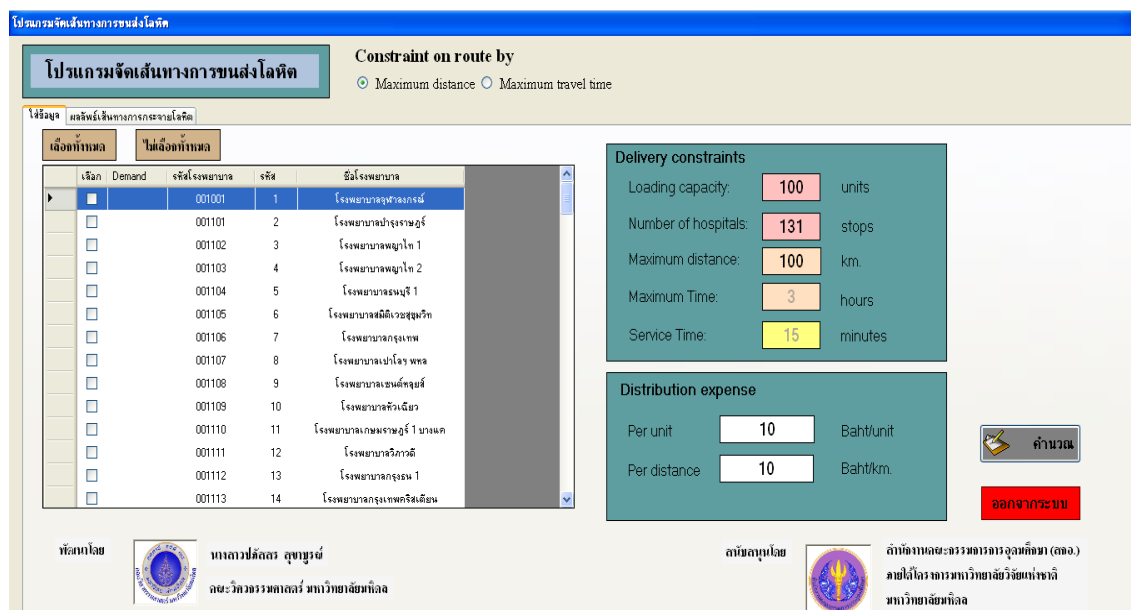 โปรแกรมจัดเส้นทางการขนส่งโลหิต
โปรแกรมจัดเส้นทางการขนส่งโลหิต
Constraint on route by
Maximum distance Maximum travel time
ใส่ข้อมูล ผลลัพธ์เส้นทางการกระจายโลหิต
เลือกทั้งหมด ไม่เลือกทั้งหมด
เลือก Demand รหัสโรงพยาบาล รหัส ชื่อโรงพยาบาล
001001 1 โรงพยาบาลจุฬาลงกรณ์
001101 2 โรงพยาบาลบำรุงราษฎร์
001102 3 โรงพยาบาลพญาไท 1
001103 4 โรงพยาบาลพญาไท 2
001104 5 โรงพยาบาลธนบุรี 1
001105 6 โรงพยาบาลสมิติเวชสุขุมวิท
001106 7 โรงพยาบาลกรุงเทพ
001107 8 โรงพยาบาลเปาโลฯ พหล
001108 9 โรงพยาบาลเซนต์หลุยส์
001109 10 โรงพยาบาลหัวเฉียว
001110 11 โรงพยาบาลเกษมราษฎร์ 1 บางแค
001111 12 โรงพยาบาลวิภาวดี
001112 13 โรงพยาบาลกรุงธน 1
001113 14 โรงพยาบาลกรุงเทพคริสเตียน
Delivery constraints
Loading capacity: 100 units
Number of hospitals: 131 stops
Maximum distance: 100 km.
Maximum Time: 3 hours
Service Time: 15 minutes
Distribution expense
Per unit 10 Baht/unit
Per distance 10 Baht/km.
คำนวณ
ออกจากระบบ
พัฒนาโดย
นางสาวปภัสสร
คณะวิศวกรรมศาสตร์ มหาวิทยาลัยมหิดล
สนับสนุนโดย
สำนักงานคณะกรรมการการอุดมศึกษา (สกอ.)
ภายใต้โครงการมหาวิทยาลัยวิจัยแห่งชาติ
มหาวิทยาลัยมหิดล